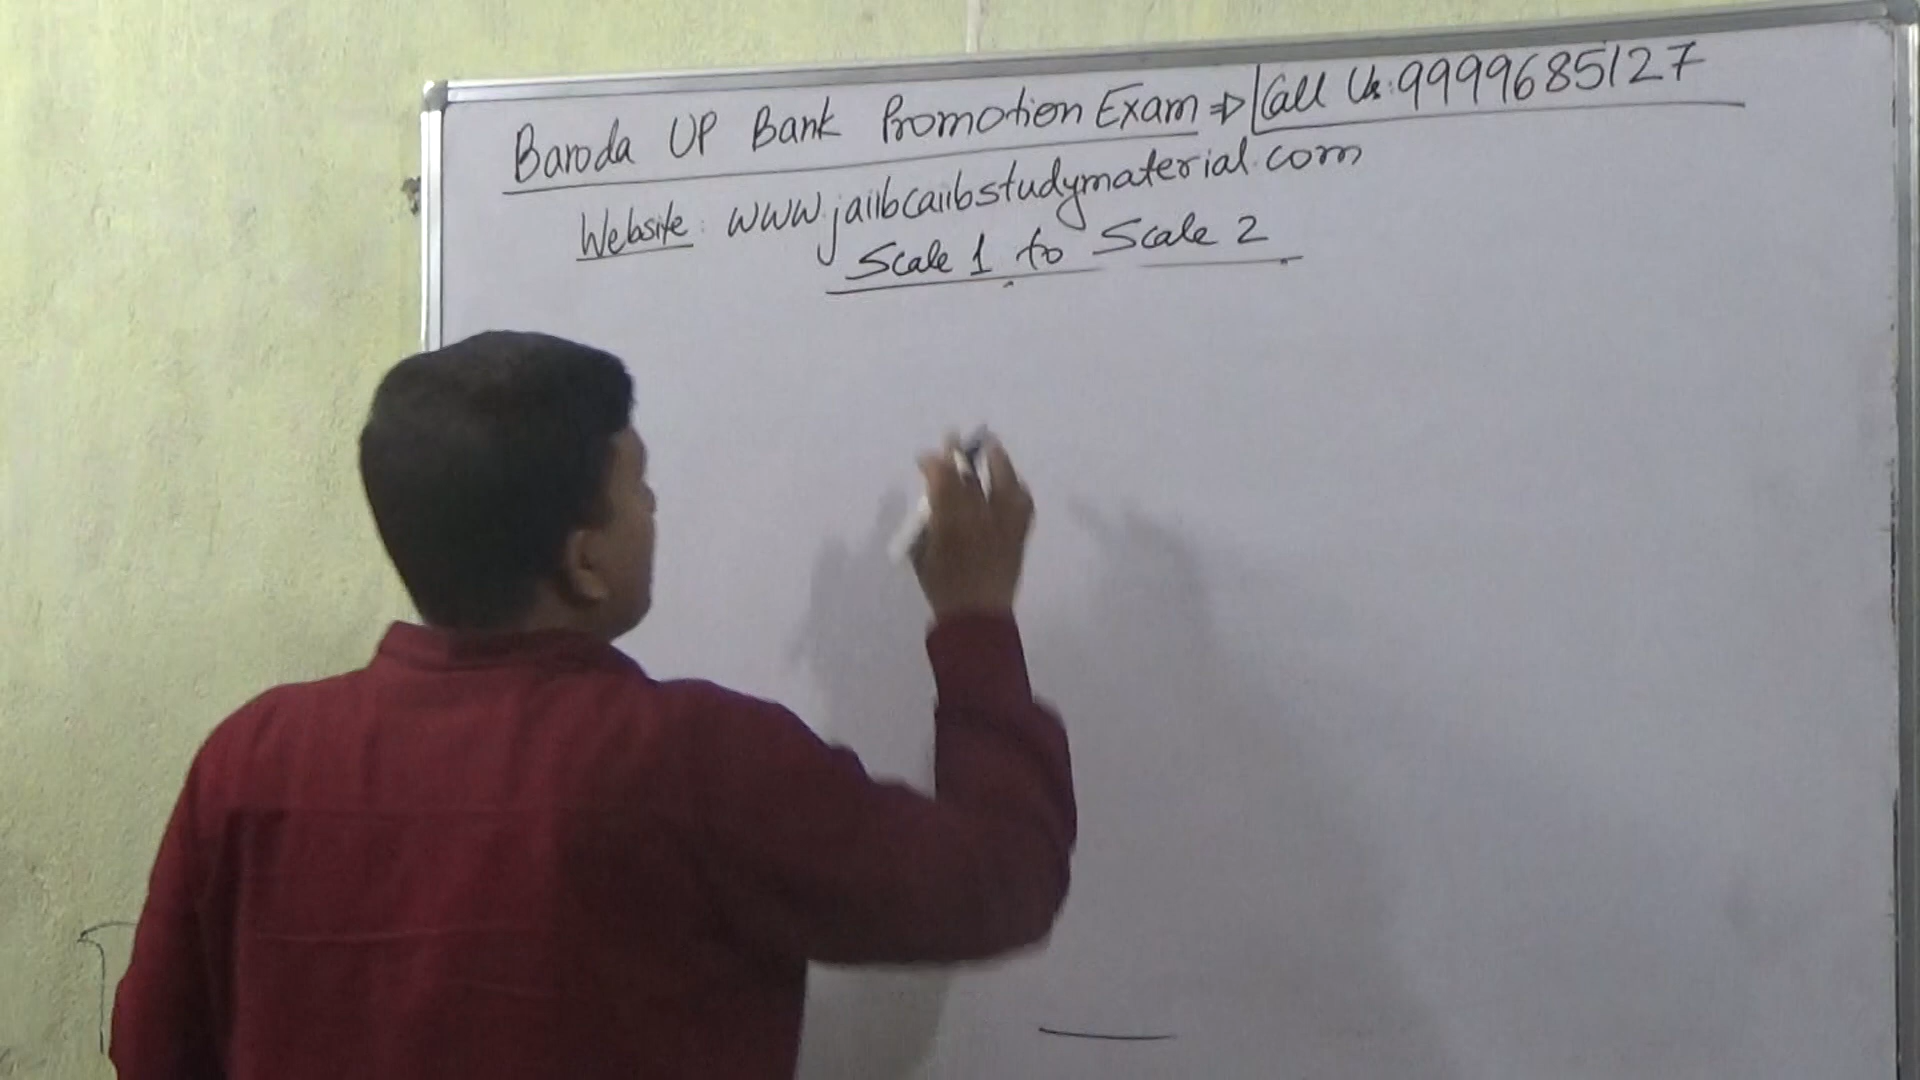 Baroda UP Bank Promotion Exam ⇒ Call Us: 9999685127
Website: www.jaiibcaiibstudymaterial.com
Scale 1 to Scale 2